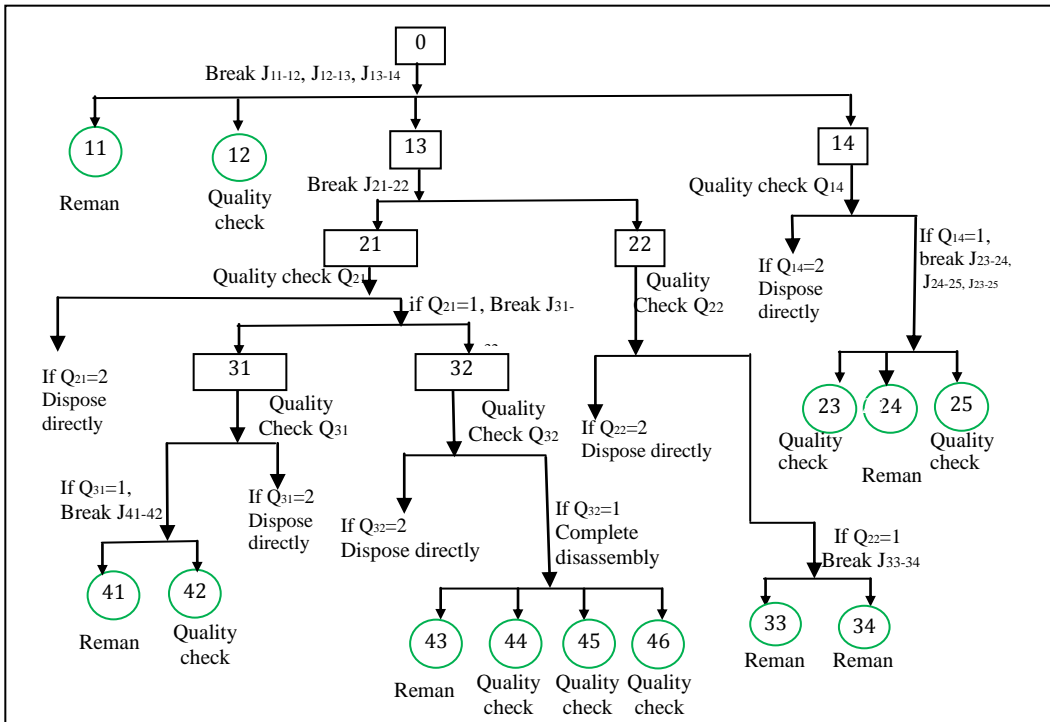 0
Break J11-12, J12-13, J13-14
11
12
13
14
Reman
Quality
check
Break J21-22
Quality check Q14
21
22
If Q14=2
Dispose
directly
If Q14=1,
break J23-24,
J24-25, J23-25
Quality check Q21
Quality
Check Q22
if Q21=1, Break J31-
31
32
If Q21=2
Dispose
directly
Quality
Check Q31
Quality
Check Q32
If Q22=2
Dispose directly
23
24
25
Quality
check
Reman
Quality
check
If Q31=1,
Break J41-42
If Q31=2
Dispose
directly
If Q32=2
Dispose directly
If Q32=1
Complete
disassembly
If Q22=1
Break J33-34
41
42
Reman
Quality
check
43
44
45
46
Reman
Quality
check
Quality
check
Quality
check
33
34
Reman
Reman